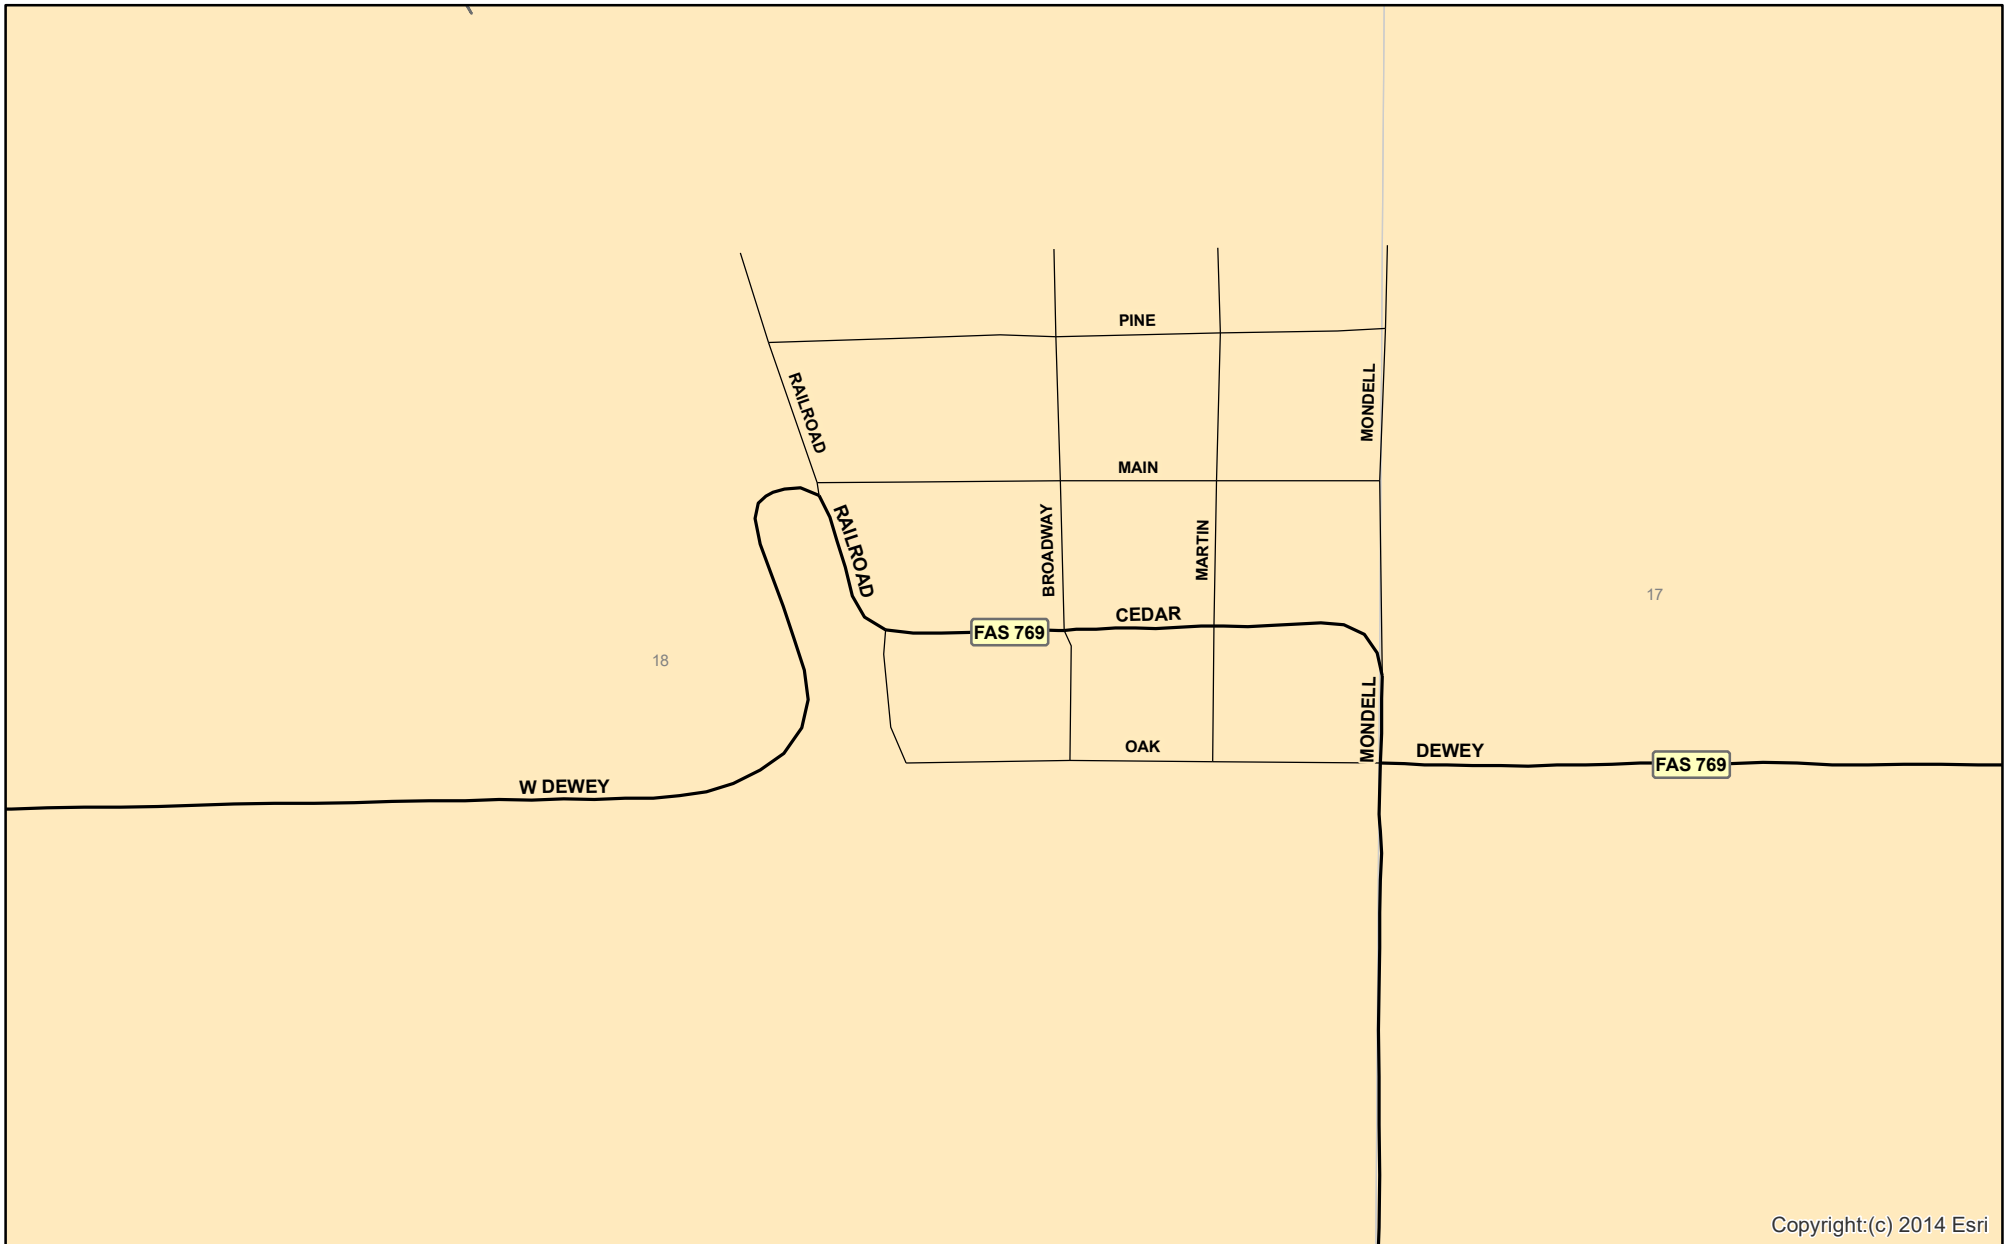 PINE
RAILROAD
MONDELL
MAIN
RAILROAD
BROADWAY
MARTIN
17
CEDAR
FAS 769
18
MONDELL
OAK
DEWEY
FAS 769
W DEWEY
Copyright:(c) 2014 Esri